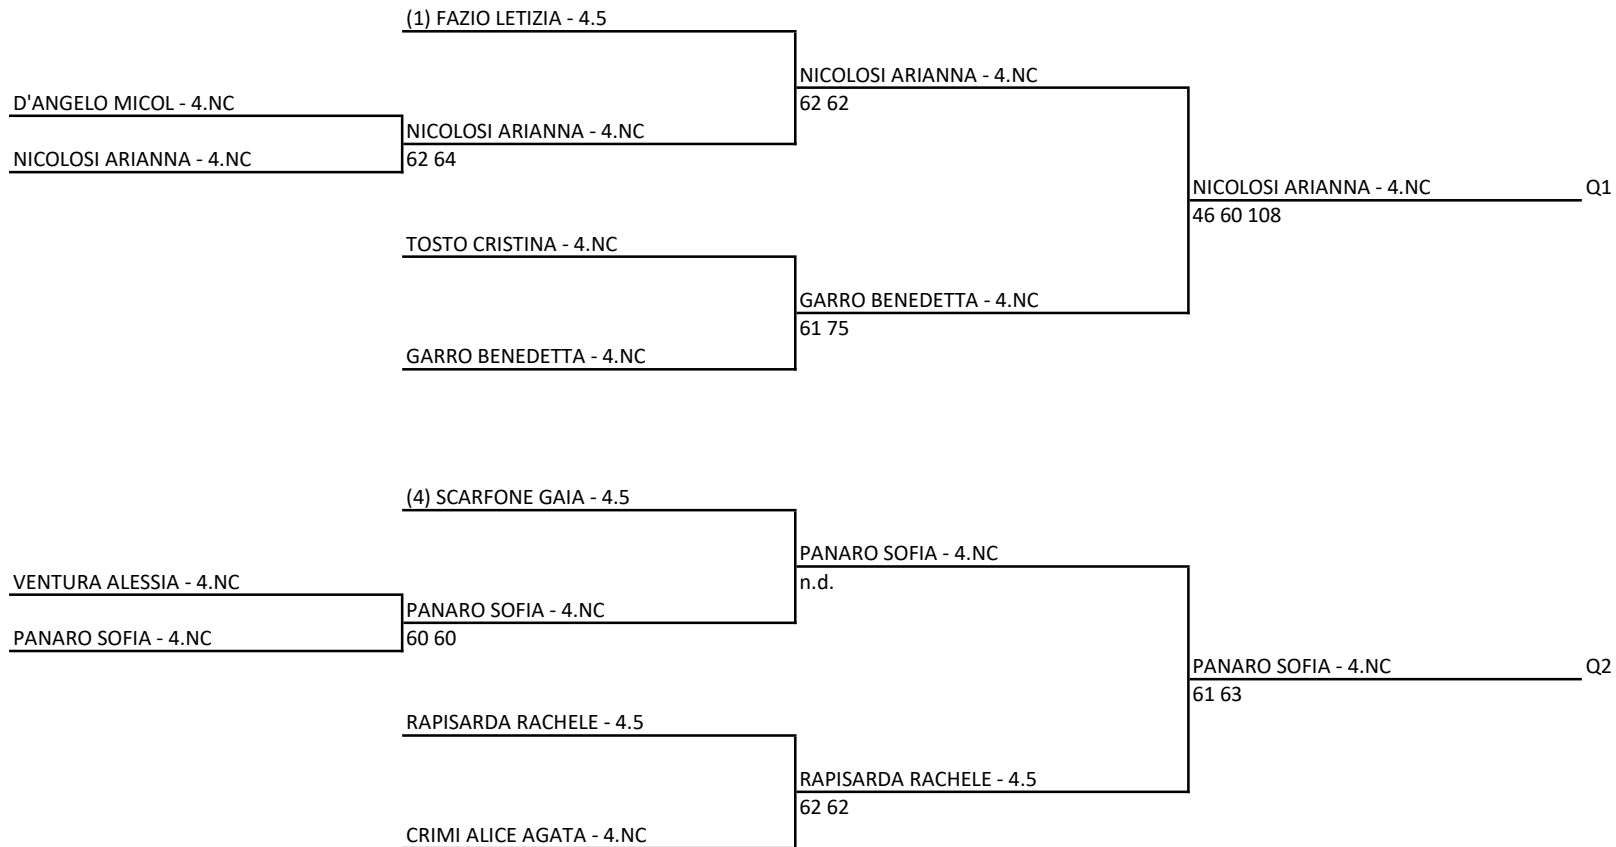 (1) FAZIO LETIZIA - 4.5
NICOLOSI ARIANNA - 4.NC
D'ANGELO MICOL - 4.NC
62 62
NICOLOSI ARIANNA - 4.NC
NICOLOSI ARIANNA - 4.NC
62 64
NICOLOSI ARIANNA - 4.NC
Q1
46 60 108
TOSTO CRISTINA - 4.NC
GARRO BENEDETTA - 4.NC
61 75
GARRO BENEDETTA - 4.NC
(4) SCARFONE GAIA - 4.5
PANARO SOFIA - 4.NC
VENTURA ALESSIA - 4.NC
n.d.
PANARO SOFIA - 4.NC
PANARO SOFIA - 4.NC
60 60
PANARO SOFIA - 4.NC
Q2
61 63
RAPISARDA RACHELE - 4.5
RAPISARDA RACHELE - 4.5
62 62
CRIMI ALICE AGATA - 4.NC